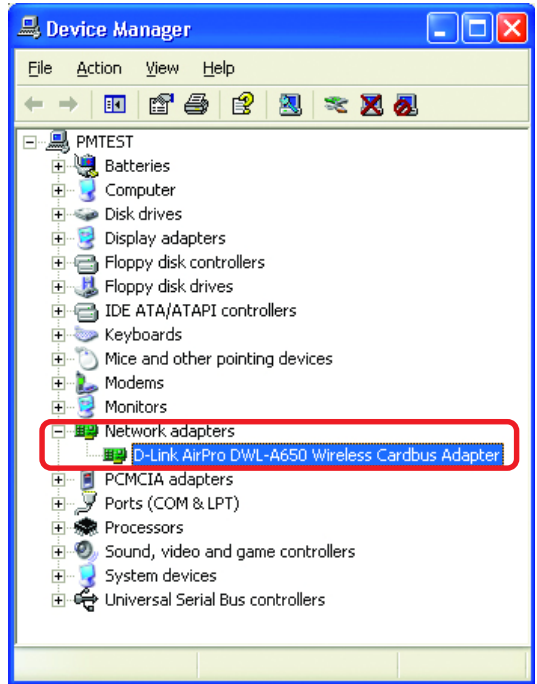 Device Manager
File Action View Help
PMTEST
Batteries
Computer
Disk drives
Display adapters
Floppy disk controllers
Floppy disk drives
IDE ATA/ATAPI controllers
Keyboards
Mice and other pointing devices
Modems
Monitors
Network adapters
D-Link AirPro DWL-A650 Wireless Cardbus Adapter
PCMCIA adapters
Ports (COM & LPT)
Processors
Sound, video and game controllers
System devices
Universal Serial Bus controllers